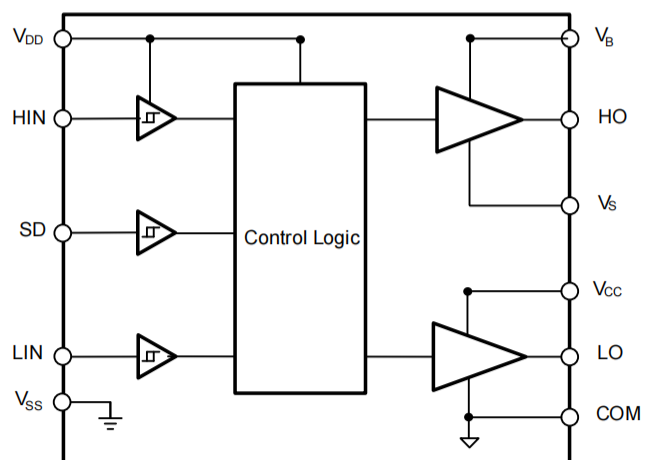 VDD
HIN
SD
LIN
VSS
Control Logic
VB
HO
VS
VCC
LO
COM